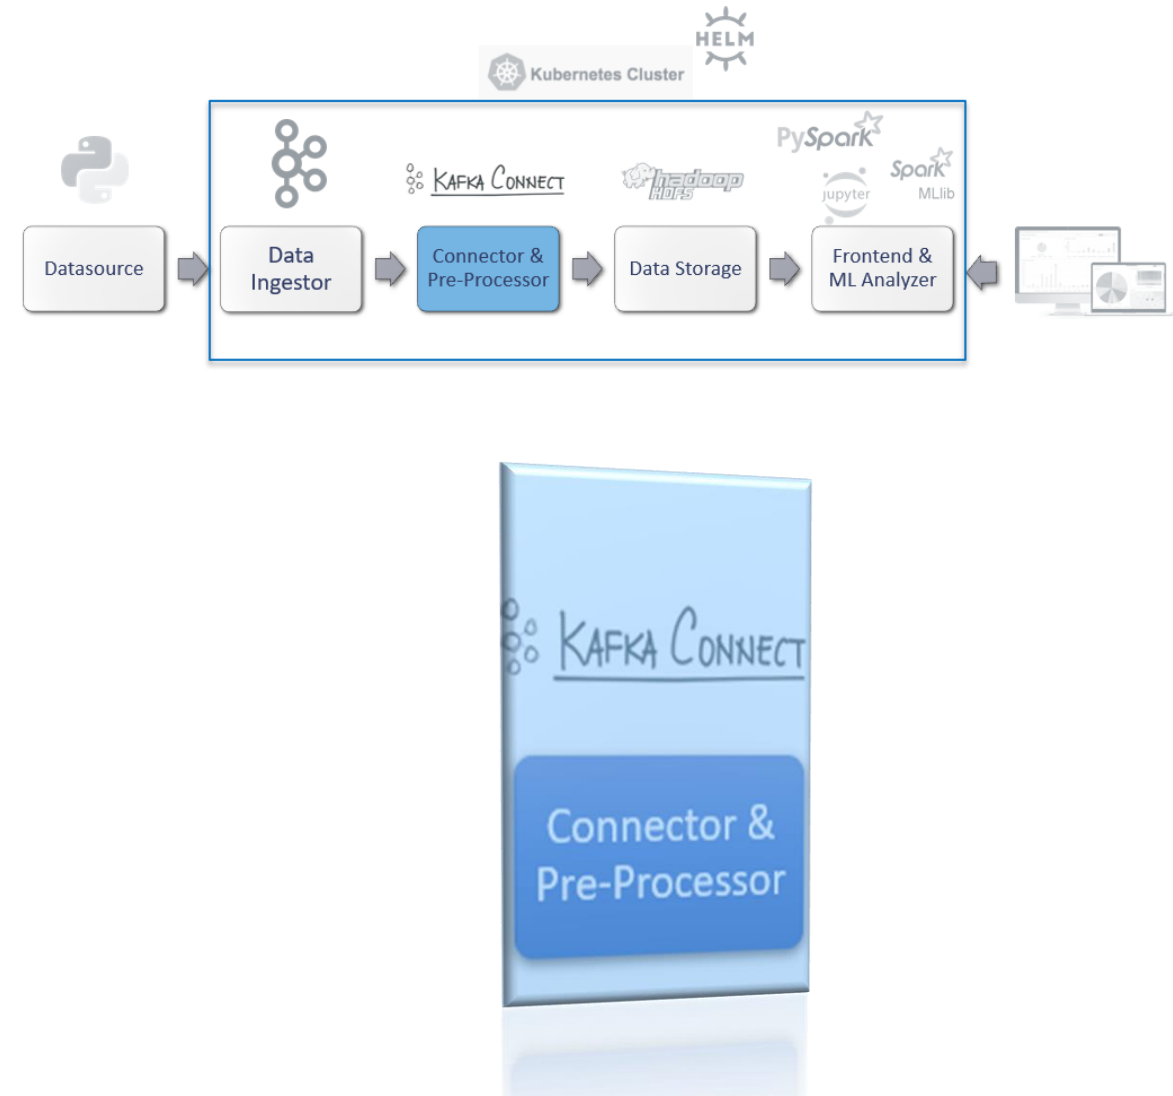 HELM
Kubernetes Cluster
PySpark
KAFKA CONNECT
hadoop
HDFS
Spark
MLlib
jupyter
Datasource
Data
Ingestor
Connector &
Pre-Processor
Data Storage
Frontend &
ML Analyzer
KAFKA CONNECT
Connector &
Pre-Processor